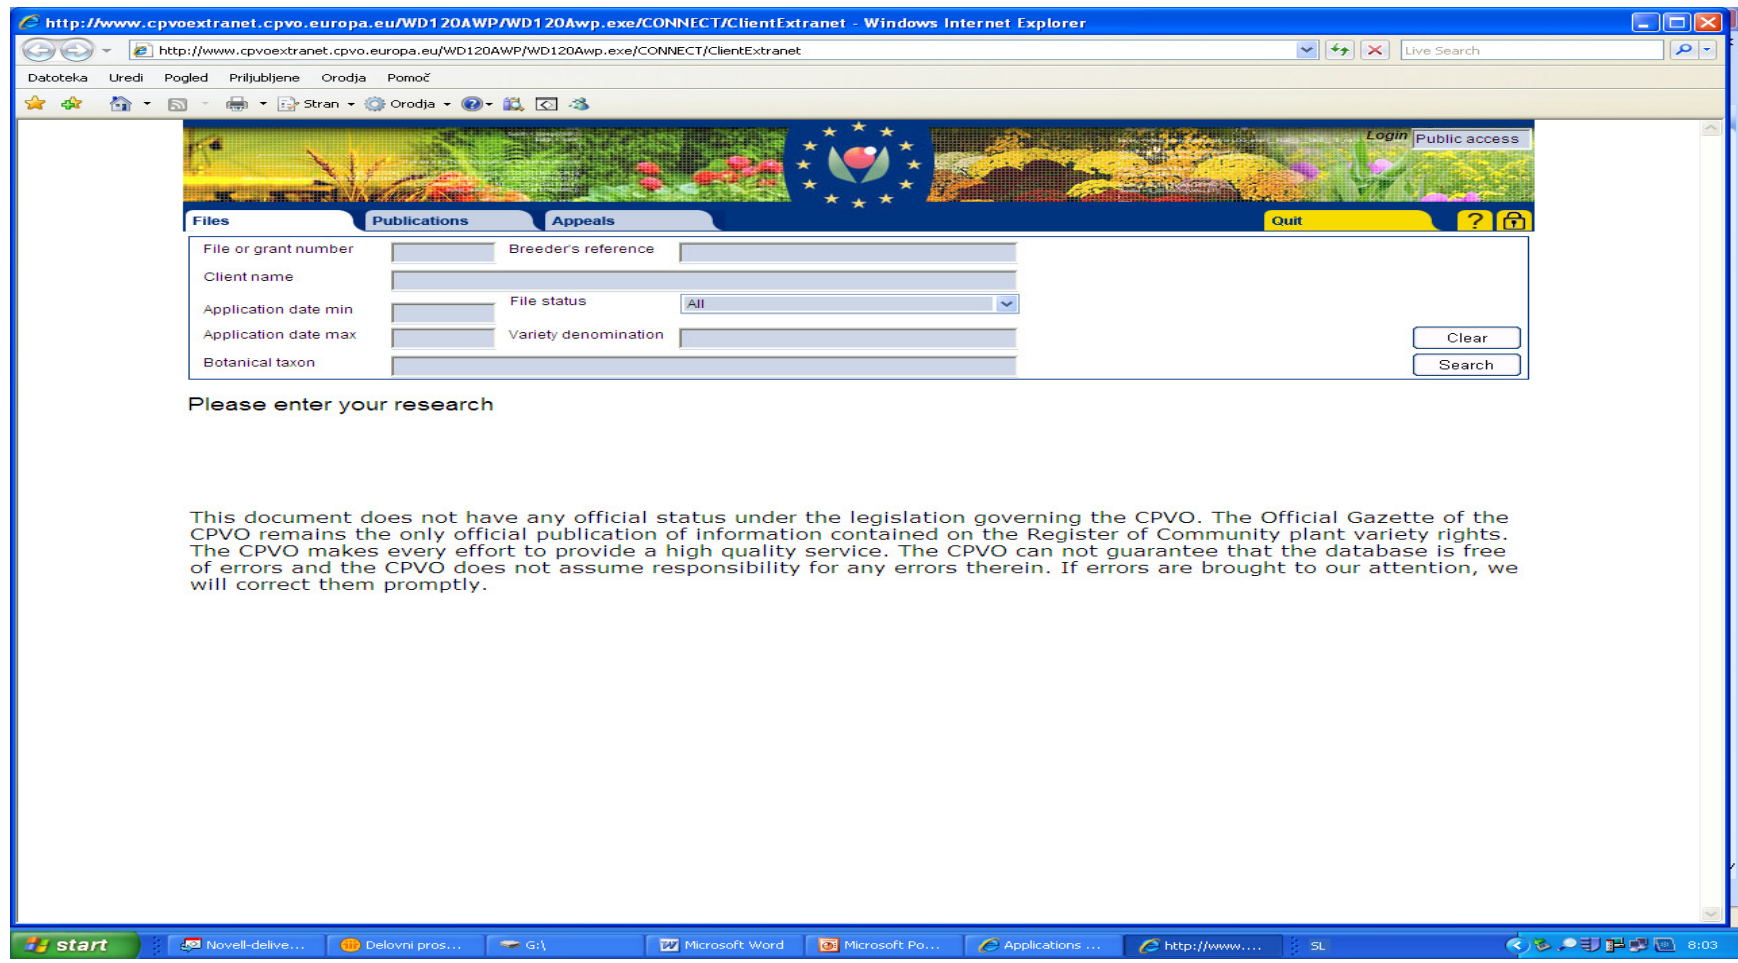 http://www.cpvoextranet.cpvo.europa.eu/WD120AWP/WD120Awp.exe/CONNECT/ClientExtranet - Windows Internet Explorer
http://www.cpvoextranet.cpvo.europa.eu/WD120AWP/WD120Awp.exe/CONNECT/ClientExtranet Live Search
Datoteka Uredi Pogled Priljubljene Orodja Pomoč
Stran Orodja
Login Public access
Files Publications Appeals Quit ?
File or grant number Breeder's reference
Client name
Application date min File status All
Application date max Variety denomination Clear
Botanical taxon Search
Please enter your research
This document does not have any official status under the legislation governing the CPVO. The Official Gazette of the
CPVO remains the only official publication of information contained on the Register of Community plant variety rights.
The CPVO makes every effort to provide a high quality service. The CPVO can not guarantee that the database is free
of errors and the CPVO does not assume responsibility for any errors therein. If errors are brought to our attention, we
will correct them promptly.
start Novell-delive... Delovni pros... G:\ Microsoft Word Microsoft Po... Applications ... http://www.... SL 8:03